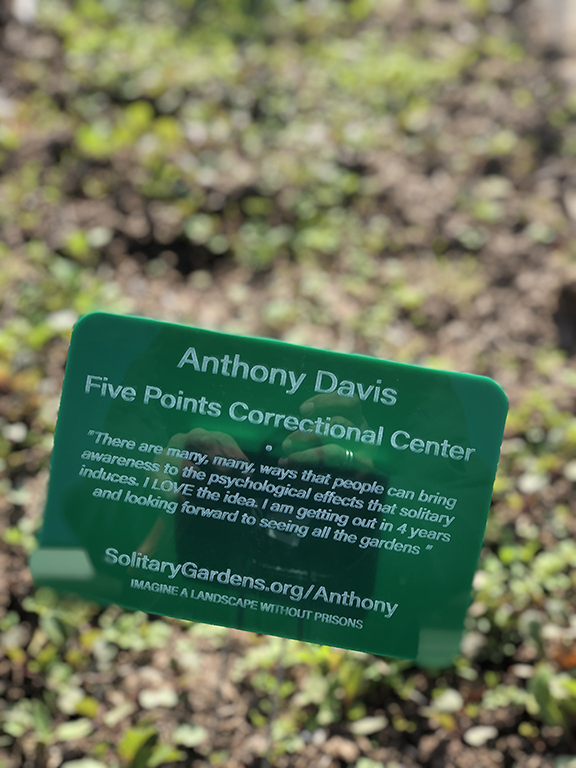 Anthony Davis
Five Points Correctional Center
"There are many, many, ways that people can bring
awareness to the psychological effects that solitary
induces. I LOVE the idea. I am getting out in 4 years
and looking forward to seeing all the gardens "
SolitaryGardens.org/Anthony
IMAGINE A LANDSCAPE WITHOUT PRISONS